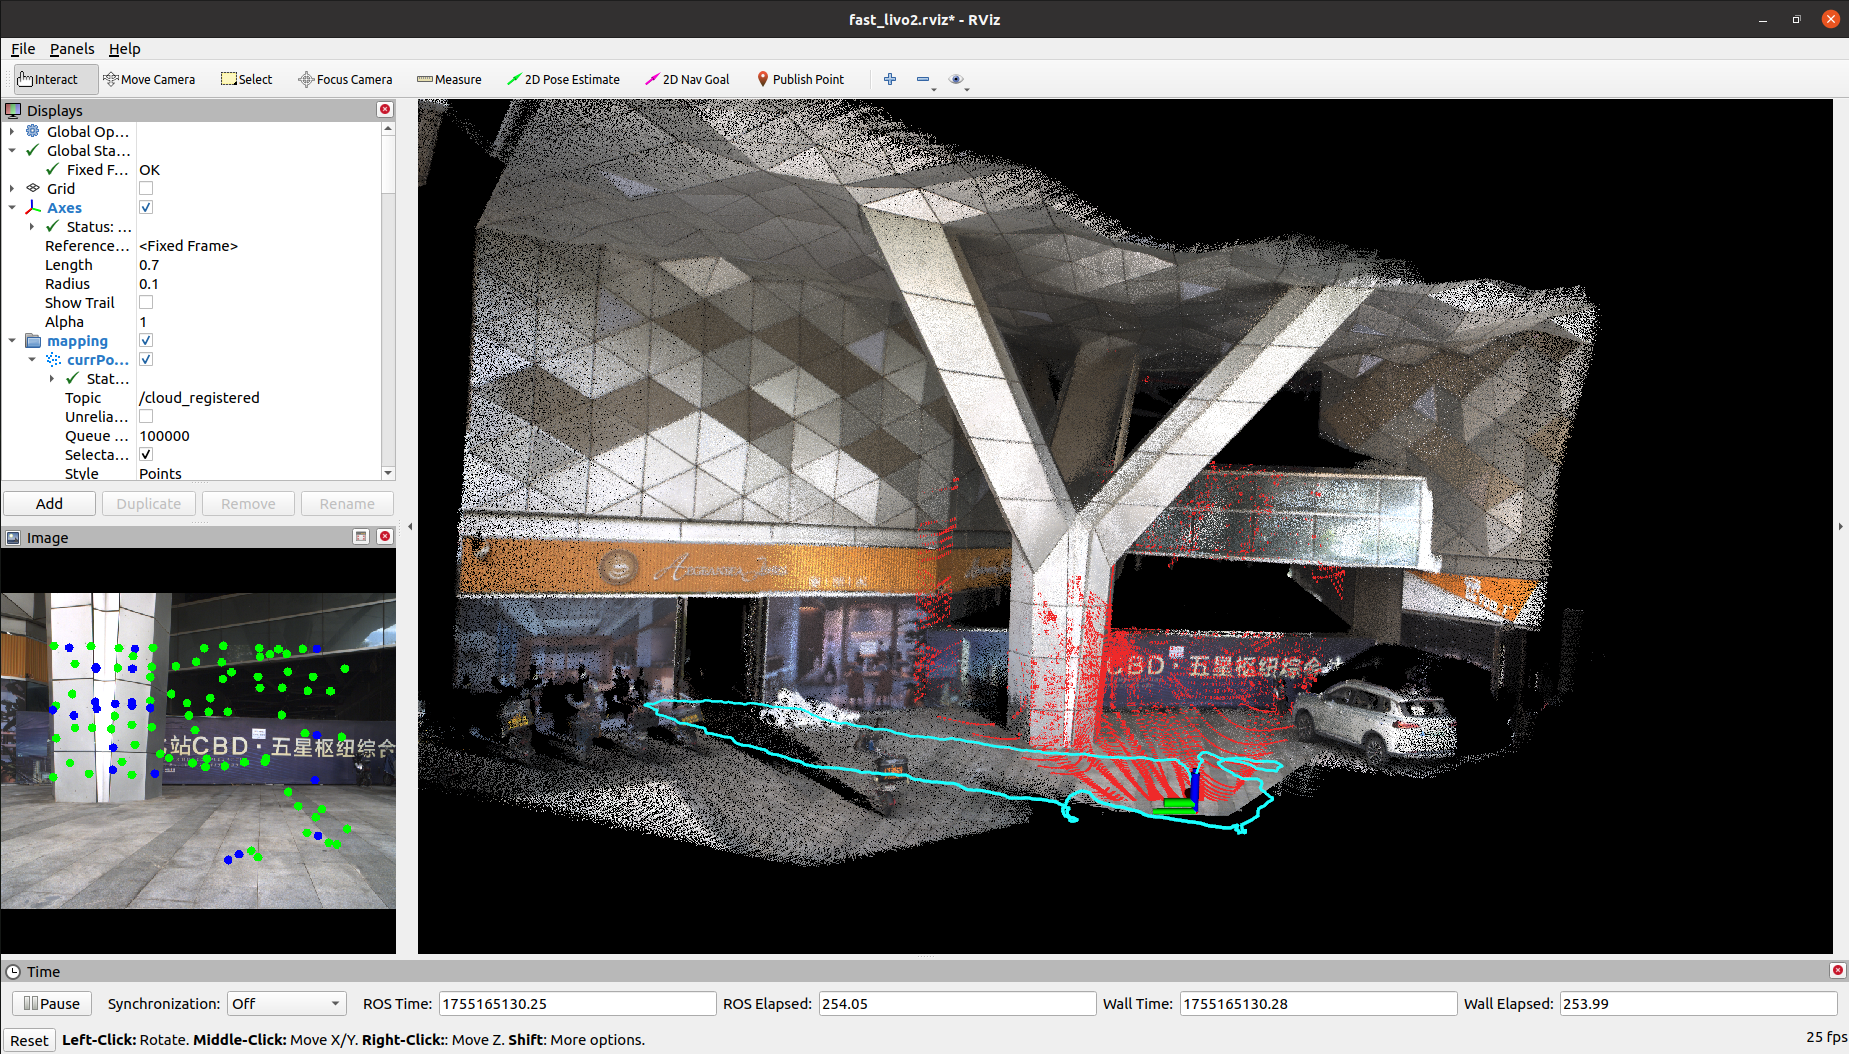 fast_livo2.rviz* - RViz
File Panels Help
Interact Move Camera Select Focus Camera Measure 2D Pose Estimate 2D Nav Goal Publish Point
Displays
Global Op...
Global Sta...
Fixed F... OK
Grid
Axes
Status: ...
Reference... <Fixed Frame>
Length 0.7
Radius 0.1
Show Trail
Alpha 1
mapping
currPo...
Stat...
Topic /cloud_registered
Unrelia...
Queue ... 100000
Selecta...
Style Points
Add Duplicate Remove Rename
Image
站CBD·五星枢纽综合
CBD·五星枢纽综合
Time
Pause Synchronization: Off ROS Time: 1755165130.25 ROS Elapsed: 254.05 Wall Time: 1755165130.28 Wall Elapsed: 253.99
Reset Left-Click: Rotate. Middle-Click: Move X/Y. Right-Click:: Move Z. Shift: More options. 25 fps